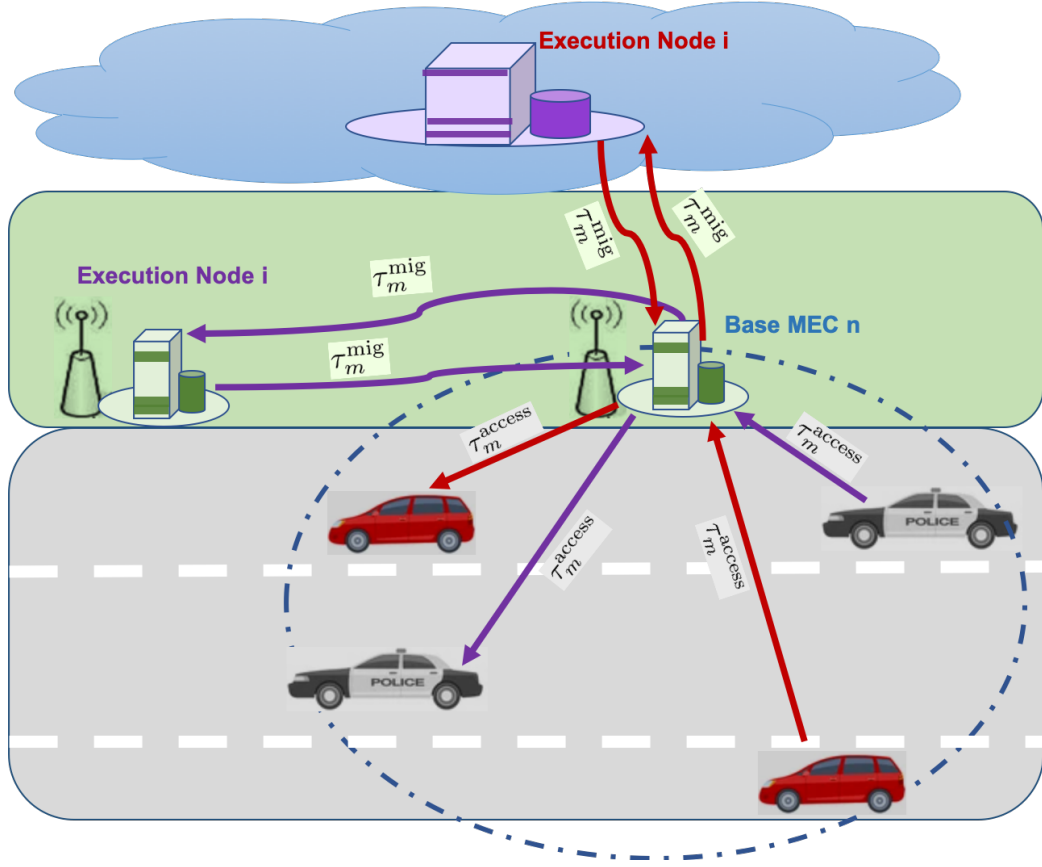 Execution Node i
τ_m^mig
τ_m^mig
Execution Node i
τ_m^mig
Base MEC n
τ_m^mig
τ_m^access
τ_m^access
POLICE
τ_m^access
τ_m^access
POLICE